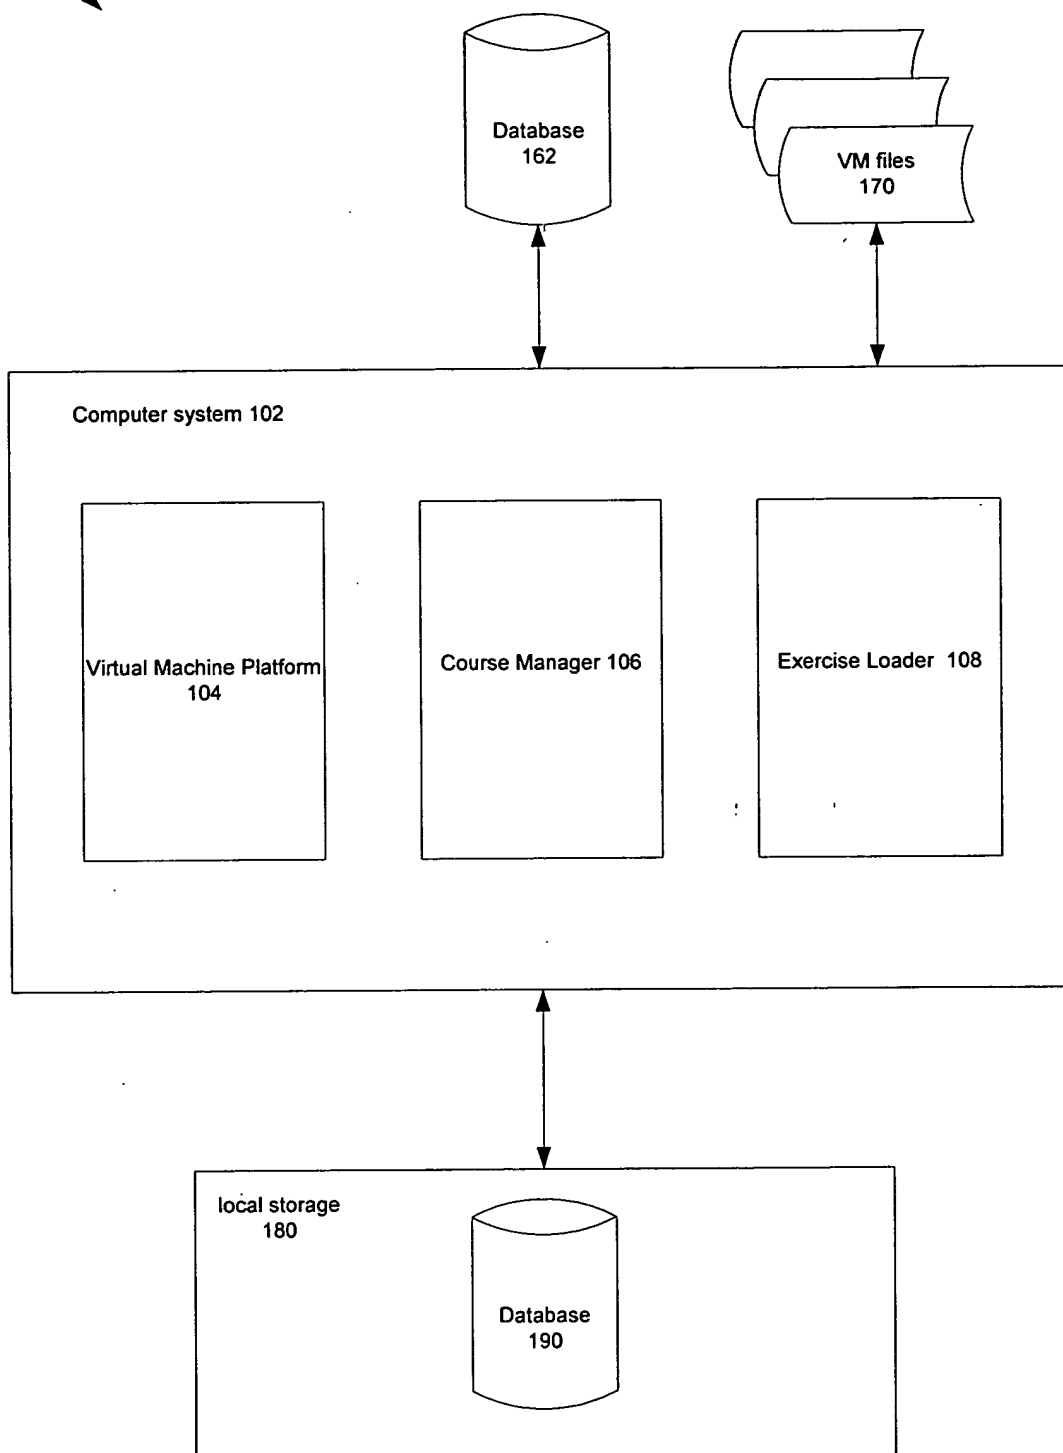 Database
162
VM files
170
Computer system 102
Virtual Machine Platform
104
Course Manager 106
Exercise Loader 108
local storage
180
Database
190